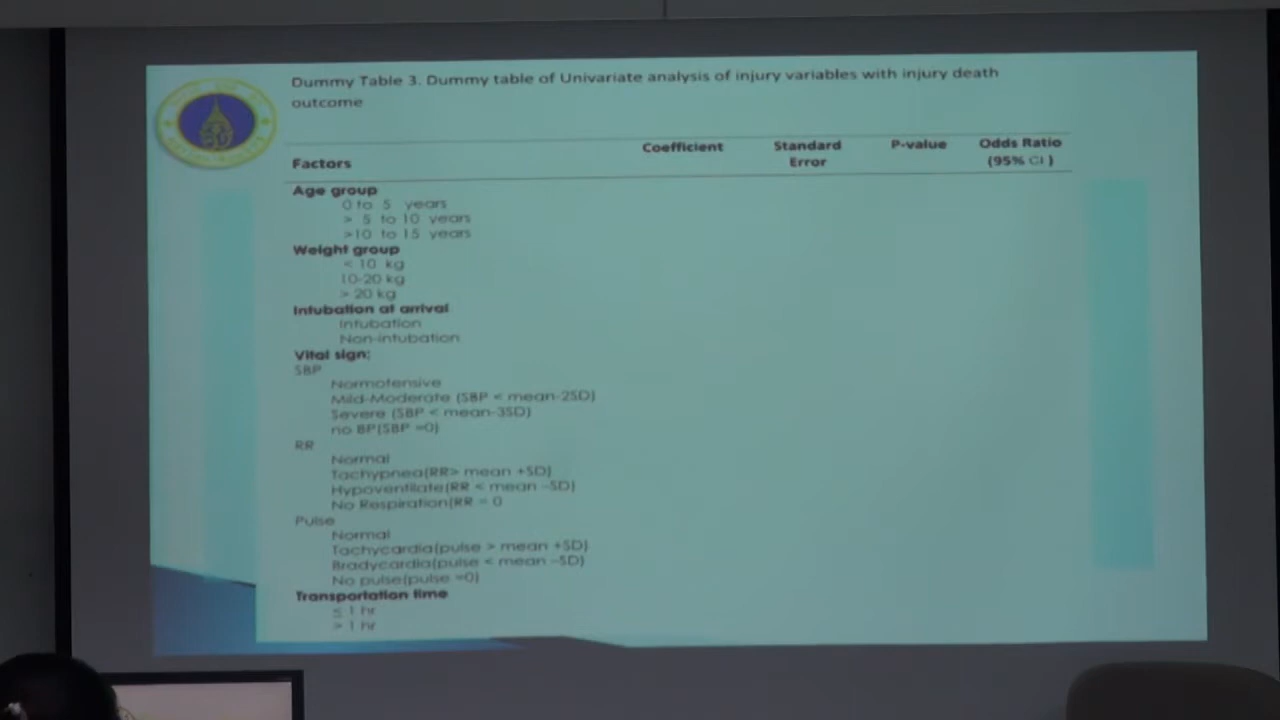 Dummy Table 3. Dummy table of Univariate analysis of injury variables with injury death
outcome
Factors Coefficient Standard Error P-value Odds Ratio (95% CI)
Age group
0 to 5 years
> 5 to 10 years
>10 to 15 years
Weight group
< 10 kg
10-20 kg
> 20 kg
Intubation at arrival
Intubation
Non-intubation
Vital sign:
SBP
Normotensive
Mild-Moderate (SBP < mean-2SD)
Severe (SBP < mean-3SD)
no BP(SBP =0)
RR
Normal
Tachypnea(RR> mean +SD)
Hypoventilate(RR < mean -SD)
No Respiration(RR = 0
Pulse
Normal
Tachycardia(pulse > mean +SD)
Bradycardia(pulse < mean -SD)
No pulse(pulse =0)
Transportation time
≤ 1 hr
> 1 hr